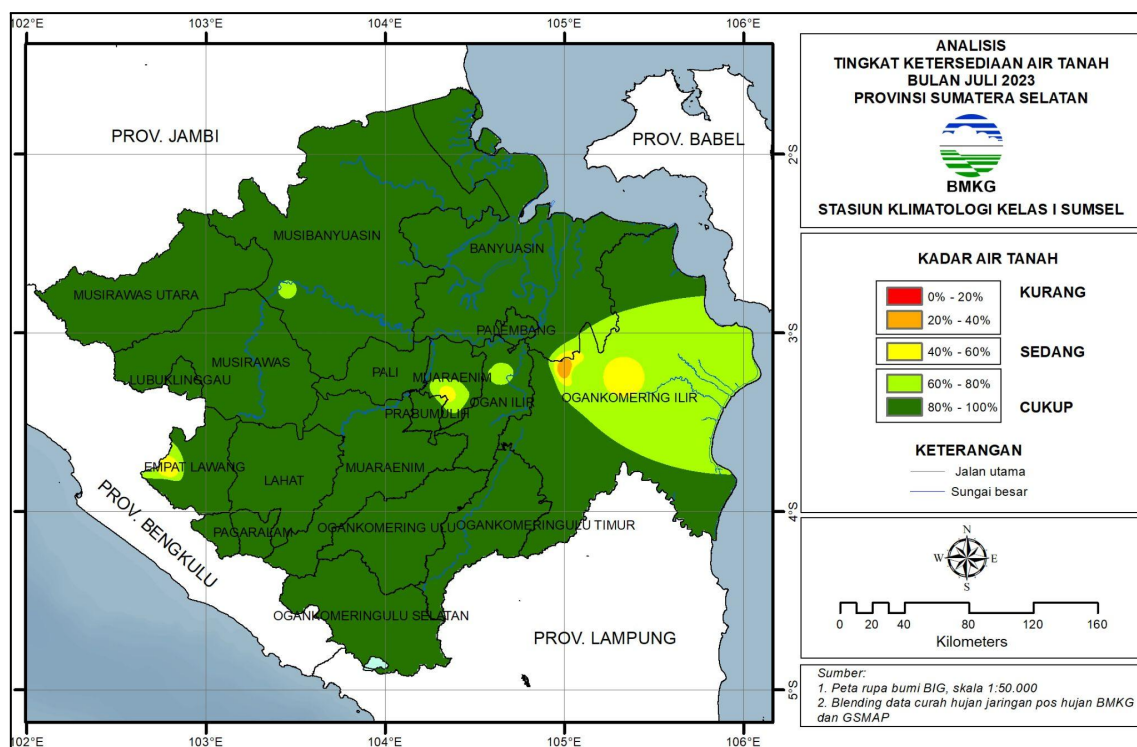 102°E
103°E
104°E
105°E
106°E
2°S
3°S
4°S
5°S
PROV. JAMBI
PROV. BABEL
MUSIBANYUASIN
BANYUASIN
MUSIRAWAS UTARA
PALEMBANG
MUSIRAWAS
PALI
MUARAENIM
LUBUKLINGGAU
OGAN ILIR
OGANKOMERING ILIR
PRABUMULIH
EMPAT LAWANG
MUARAENIM
LAHAT
PROV. BENGKULU
PAGARALAM
OGANKOMERING ULU
OGANKOMERINGULU TIMUR
OGANKOMERINGULU SELATAN
PROV. LAMPUNG
102°E
103°E
104°E
105°E
106°E
ANALISIS
TINGKAT KETERSEDIAAN AIR TANAH
BULAN JULI 2023
PROVINSI SUMATERA SELATAN
BMKG
STASIUN KLIMATOLOGI KELAS I SUMSEL
KADAR AIR TANAH
0% - 20% KURANG
20% - 40%
40% - 60% SEDANG
60% - 80%
80% - 100% CUKUP
KETERANGAN
Jalan utama
Sungai besar
N
W E
S
0 20 40 80 120 160
Kilometers
Sumber:
1. Peta rupa bumi BIG, skala 1:50.000
2. Blending data curah hujan jaringan pos hujan BMKG
dan GSMAP